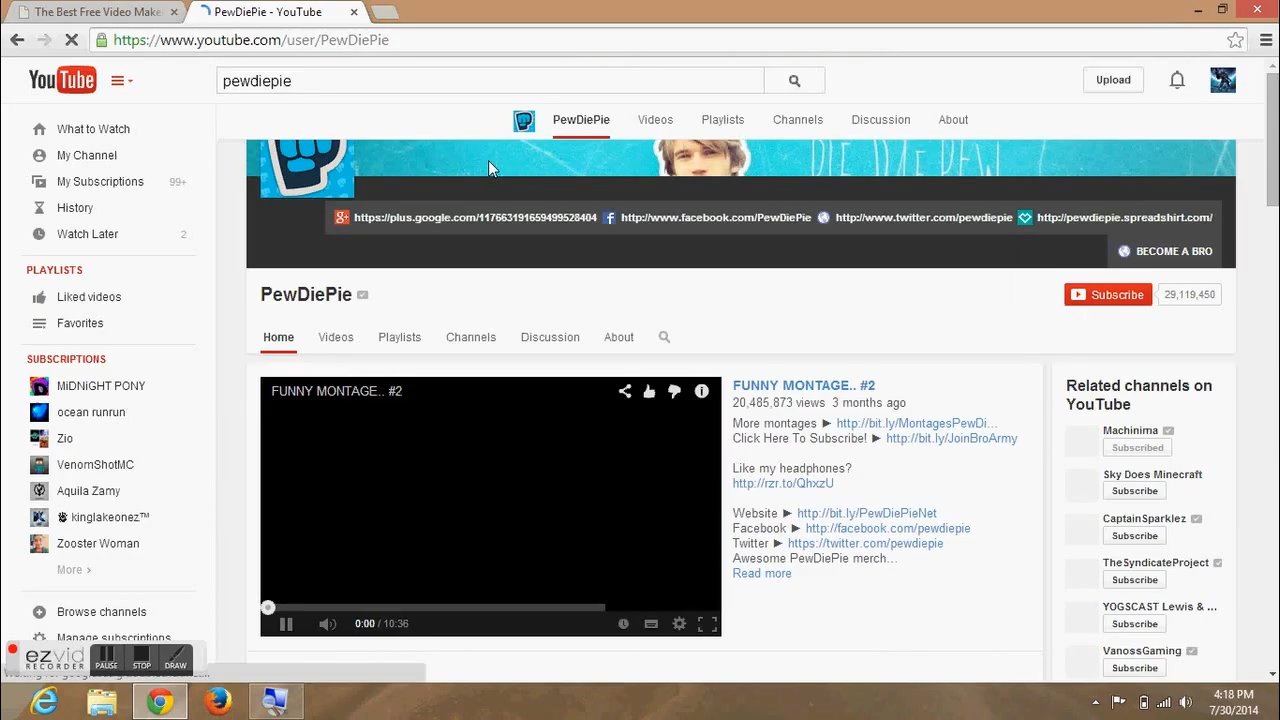 The Best Free Video Make
PewDiePie - YouTube
https://www.youtube.com/user/PewDiePie
YouTube
pewdiepie
Upload
PewDiePie
Videos
Playlists
Channels
Discussion
About
What to Watch
My Channel
My Subscriptions 99+
History
Watch Later 2
PLAYLISTS
Liked videos
Favorites
SUBSCRIPTIONS
MiDNiGHT PONY
ocean runrun
Zio
VenomShotMC
Aquila Zamy
kinglakeonez™
Zooster Woman
More >
Browse channels
Manage subscriptions
https://plus.google.com/117663191659499528404
http://www.facebook.com/PewDiePie
http://www.twitter.com/pewdiepie
http://pewdiepie.spreadshirt.com/
BECOME A BRO
PewDiePie
Subscribe 29,119,450
Home
Videos
Playlists
Channels
Discussion
About
FUNNY MONTAGE.. #2
0:00 / 10:36
FUNNY MONTAGE.. #2
20,485,873 views 3 months ago
More montages ► http://bit.ly/MontagesPewDi...
Click Here To Subscribe! ► http://bit.ly/JoinBroArmy
Like my headphones?
http://rzr.to/QhxzU
Website ► http://bit.ly/PewDiePieNet
Facebook ► http://facebook.com/pewdiepie
Twitter ► https://twitter.com/pewdiepie
Awesome PewDiePie merch...
Read more
Related channels on
YouTube
Machinima
Subscribed
Sky Does Minecraft
Subscribe
CaptainSparklez
Subscribe
TheSyndicateProject
Subscribe
YOGSCAST Lewis & ...
Subscribe
VanossGaming
Subscribe
ezvid
RECORDER
PAUSE
STOP
DRAW
4:18 PM
7/30/2014